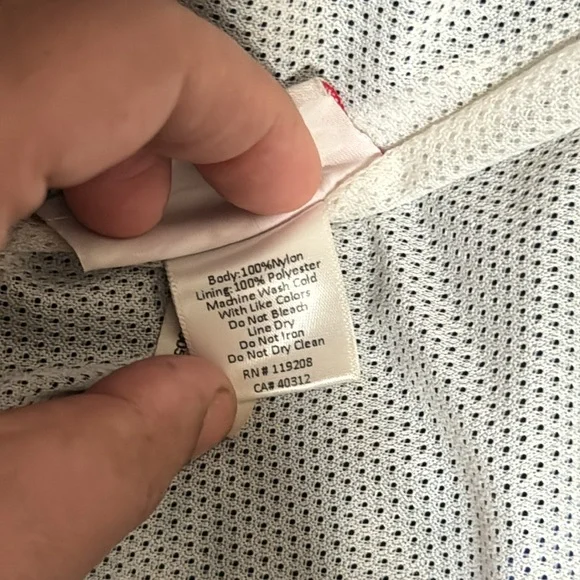 Body:100%Nylon
Lining:100% Polyester
Machine Wash Cold
With Like Colors
Do Not Bleach
Line Dry
Do Not Iron
Do Not Dry Clean
RN# 119208
CA# 40312